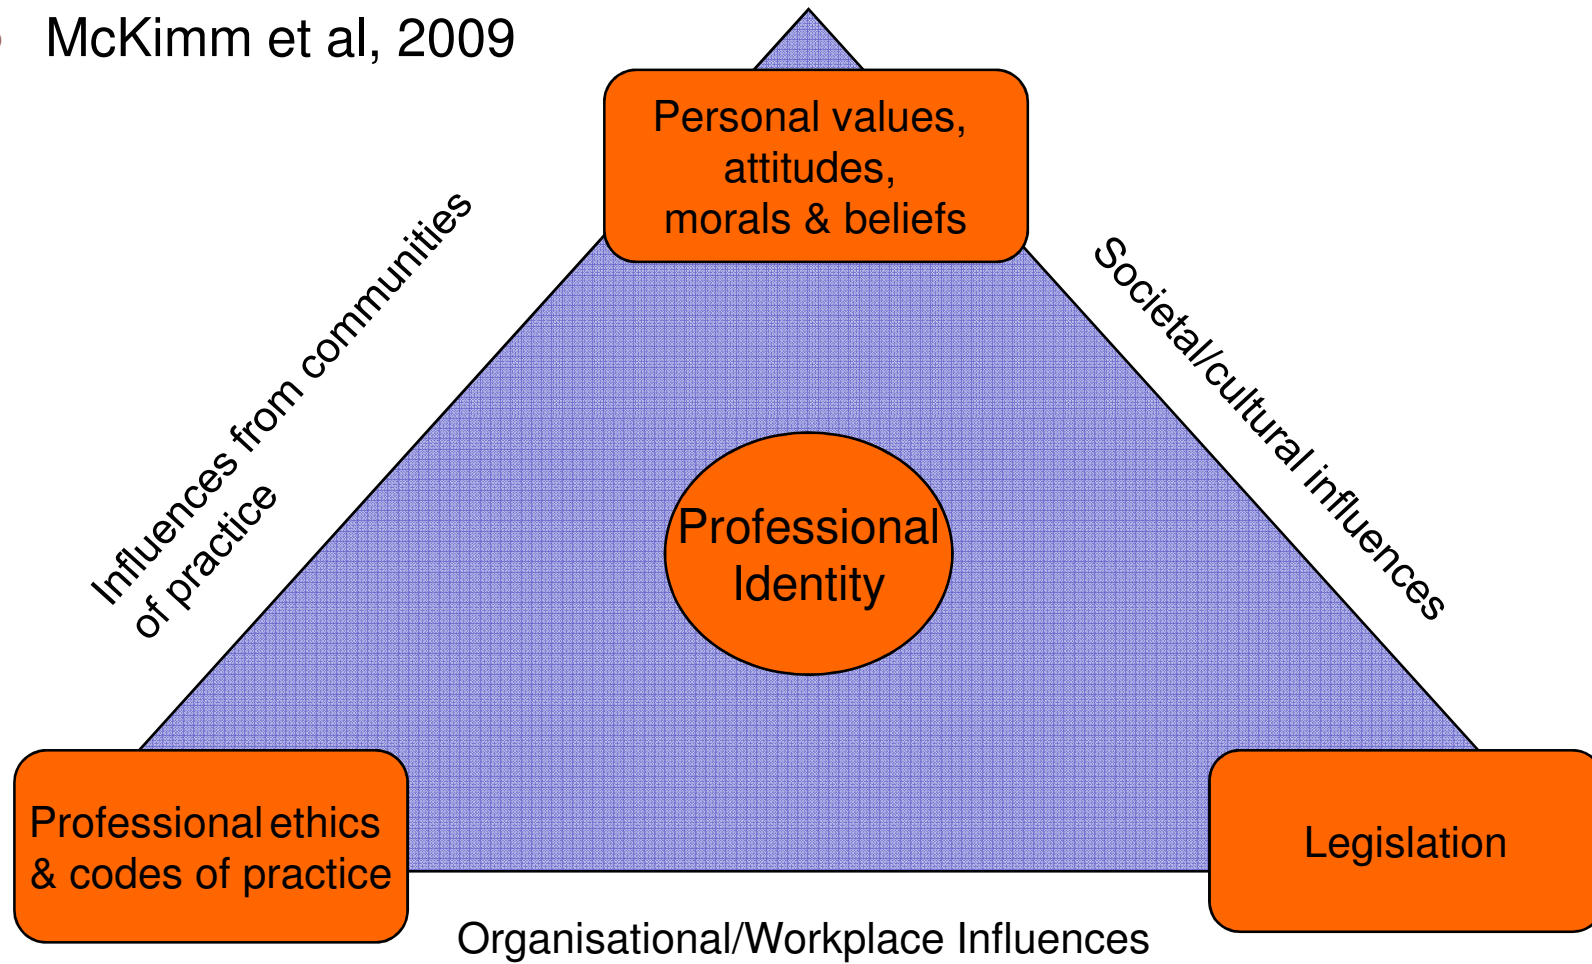 McKimm et al, 2009
Personal values,
attitudes,
morals & beliefs
Influences from communities
of practice
Societal/cultural influences
Professional
Identity
Professional ethics
& codes of practice
Legislation
Organisational/Workplace Influences